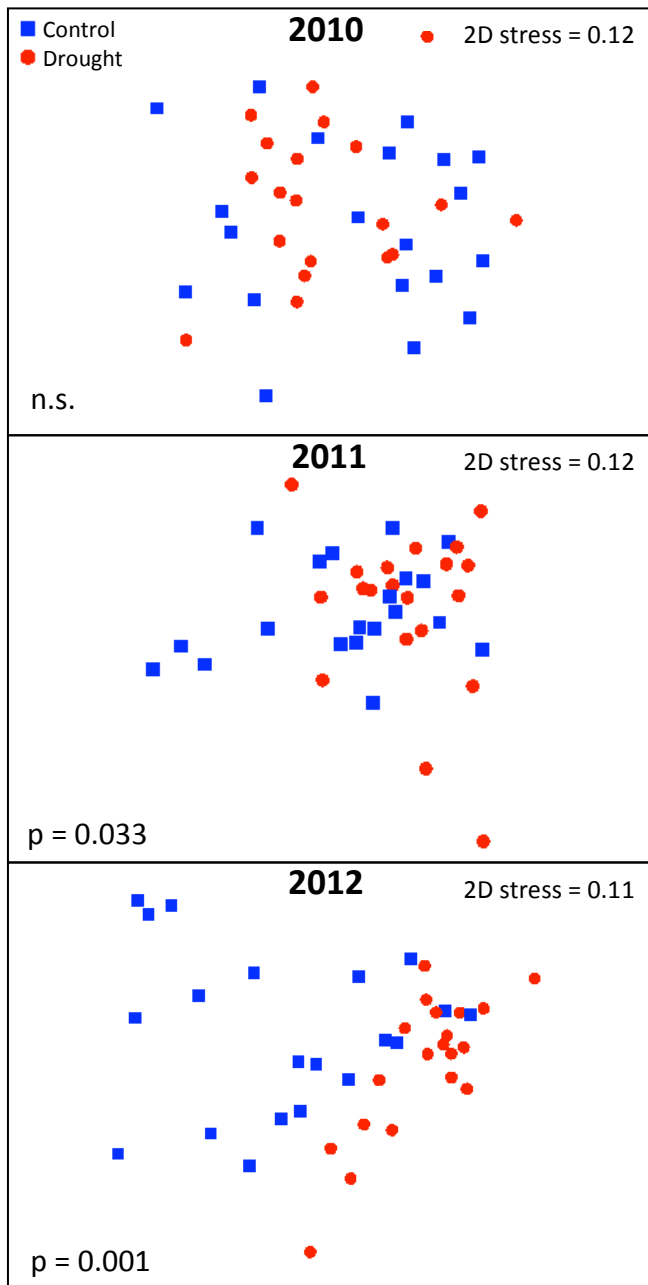 2010
Control
2D stress = 0.12
Drought
n.s.
2011
2D stress = 0.12
p = 0.033
2012
2D stress = 0.11
p = 0.001